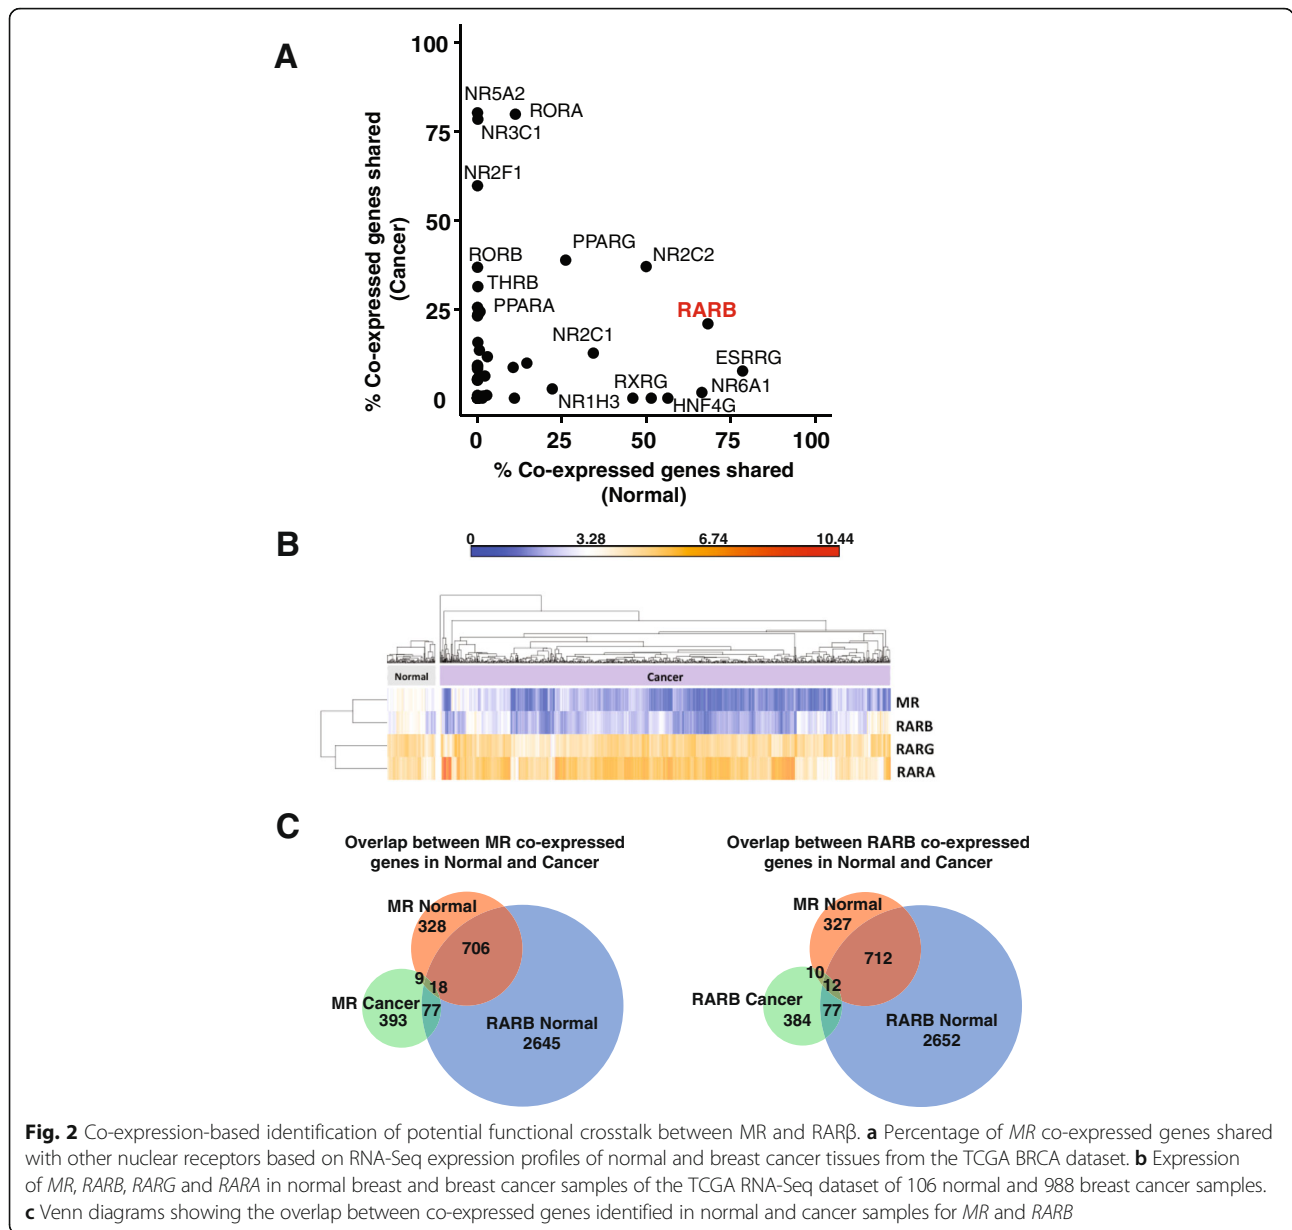 A
% Co-expressed genes shared
(Cancer)
100
75
50
25
0
NR5A2
RORA
NR3C1
NR2F1
PPARG
NR2C2
RORB
THRB
PPARA
RARB
NR2C1
ESRRG
RXRG
NR6A1
NR1H3
HNF4G
0 25 50 75 100
% Co-expressed genes shared
(Normal)
B
0 3.28 6.74 10.44
Normal Cancer
MR
RARB
RARG
RARA
C
Overlap between MR co-expressed
genes in Normal and Cancer
MR Normal
328
706
9
18
MR Cancer
393
77
RARB Normal
2645
Overlap between RARB co-expressed
genes in Normal and Cancer
MR Normal
327
712
10
12
RARB Cancer
384
77
RARB Normal
2652
Fig. 2 Co-expression-based identification of potential functional crosstalk between MR and RARβ. a Percentage of MR co-expressed genes shared
with other nuclear receptors based on RNA-Seq expression profiles of normal and breast cancer tissues from the TCGA BRCA dataset. b Expression
of MR, RARB, RARG and RARA in normal breast and breast cancer samples of the TCGA RNA-Seq dataset of 106 normal and 988 breast cancer samples.
c Venn diagrams showing the overlap between co-expressed genes identified in normal and cancer samples for MR and RARB